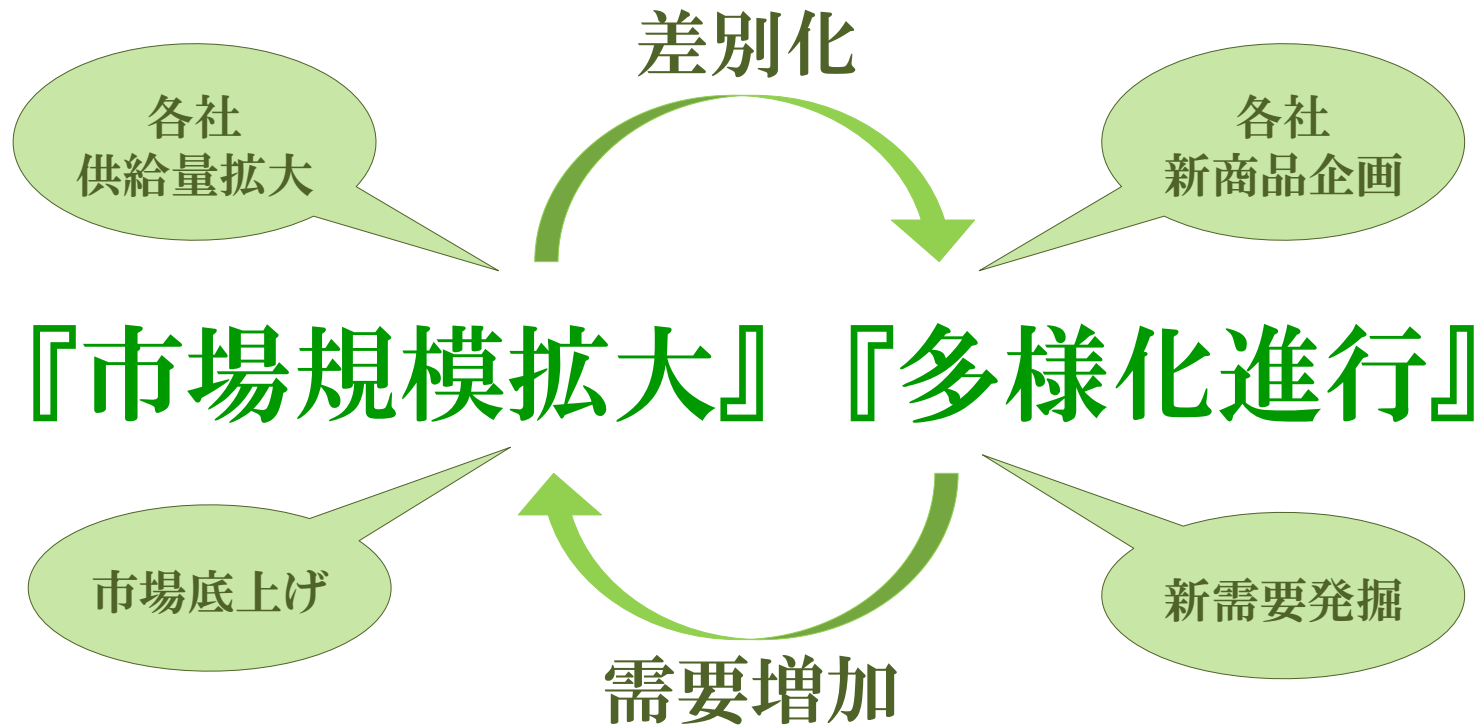 差別化
各社
供給量拡大
各社
新商品企画
『市場規模拡大』『多様化進行』
市場底上げ
新需要発掘
需要増加